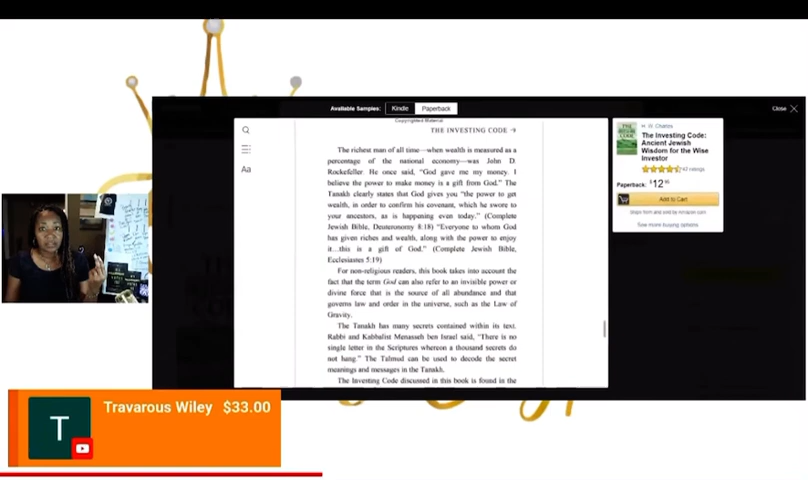 Available Samples: Kindle Paperback
Close
Copyrighted Material
THE INVESTING CODE
The richest man of all time—when wealth is measured as a
percentage of the national economy—was John D.
Rockefeller. He once said, "God gave me my money. I
believe the power to make money is a gift from God." The
Tanakh clearly states that God gives you "the power to get
wealth, in order to confirm his covenant, which he swore to
your ancestors, as is happening even today." (Complete
Jewish Bible, Deuteronomy 8:18) "Everyone to whom God
has given riches and wealth, along with the power to enjoy
it...this is a gift of God." (Complete Jewish Bible,
Ecclesiastes 5:19)
For non-religious readers, this book takes into account the
fact that the term God can also refer to an invisible power or
divine force that is the source of all abundance and that
governs law and order in the universe, such as the Law of
Gravity.
The Tanakh has many secrets contained within its text.
Rabbi and Kabbalist Menasseh ben Israel said, "There is no
single letter in the Scriptures whereon a thousand secrets do
not hang." The Talmud can be used to decode the secret
meanings and messages in the Tanakh.
The Investing Code discussed in this book is found in the
Aa
H. W. Charles
The Investing Code:
Ancient Jewish
Wisdom for the Wise
Investor
ratings
Paperback: $12
Add to Cart
See more buying options
T
Travarous Wiley $33.00